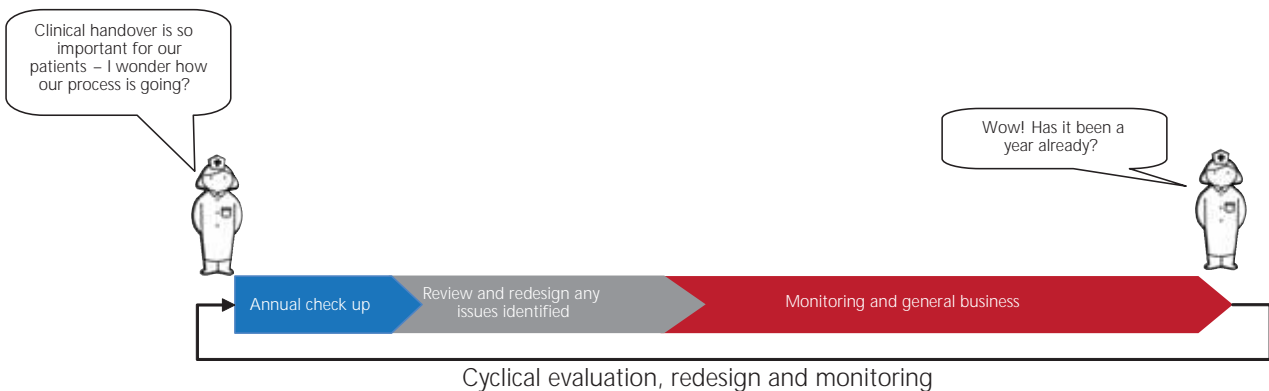 Clinical handover is so
important for our
patients – I wonder how
our process is going?
Wow! Has it been a
year already?
Annual check up
Review and redesign any
issues identified
Monitoring and general business
Cyclical evaluation, redesign and monitoring